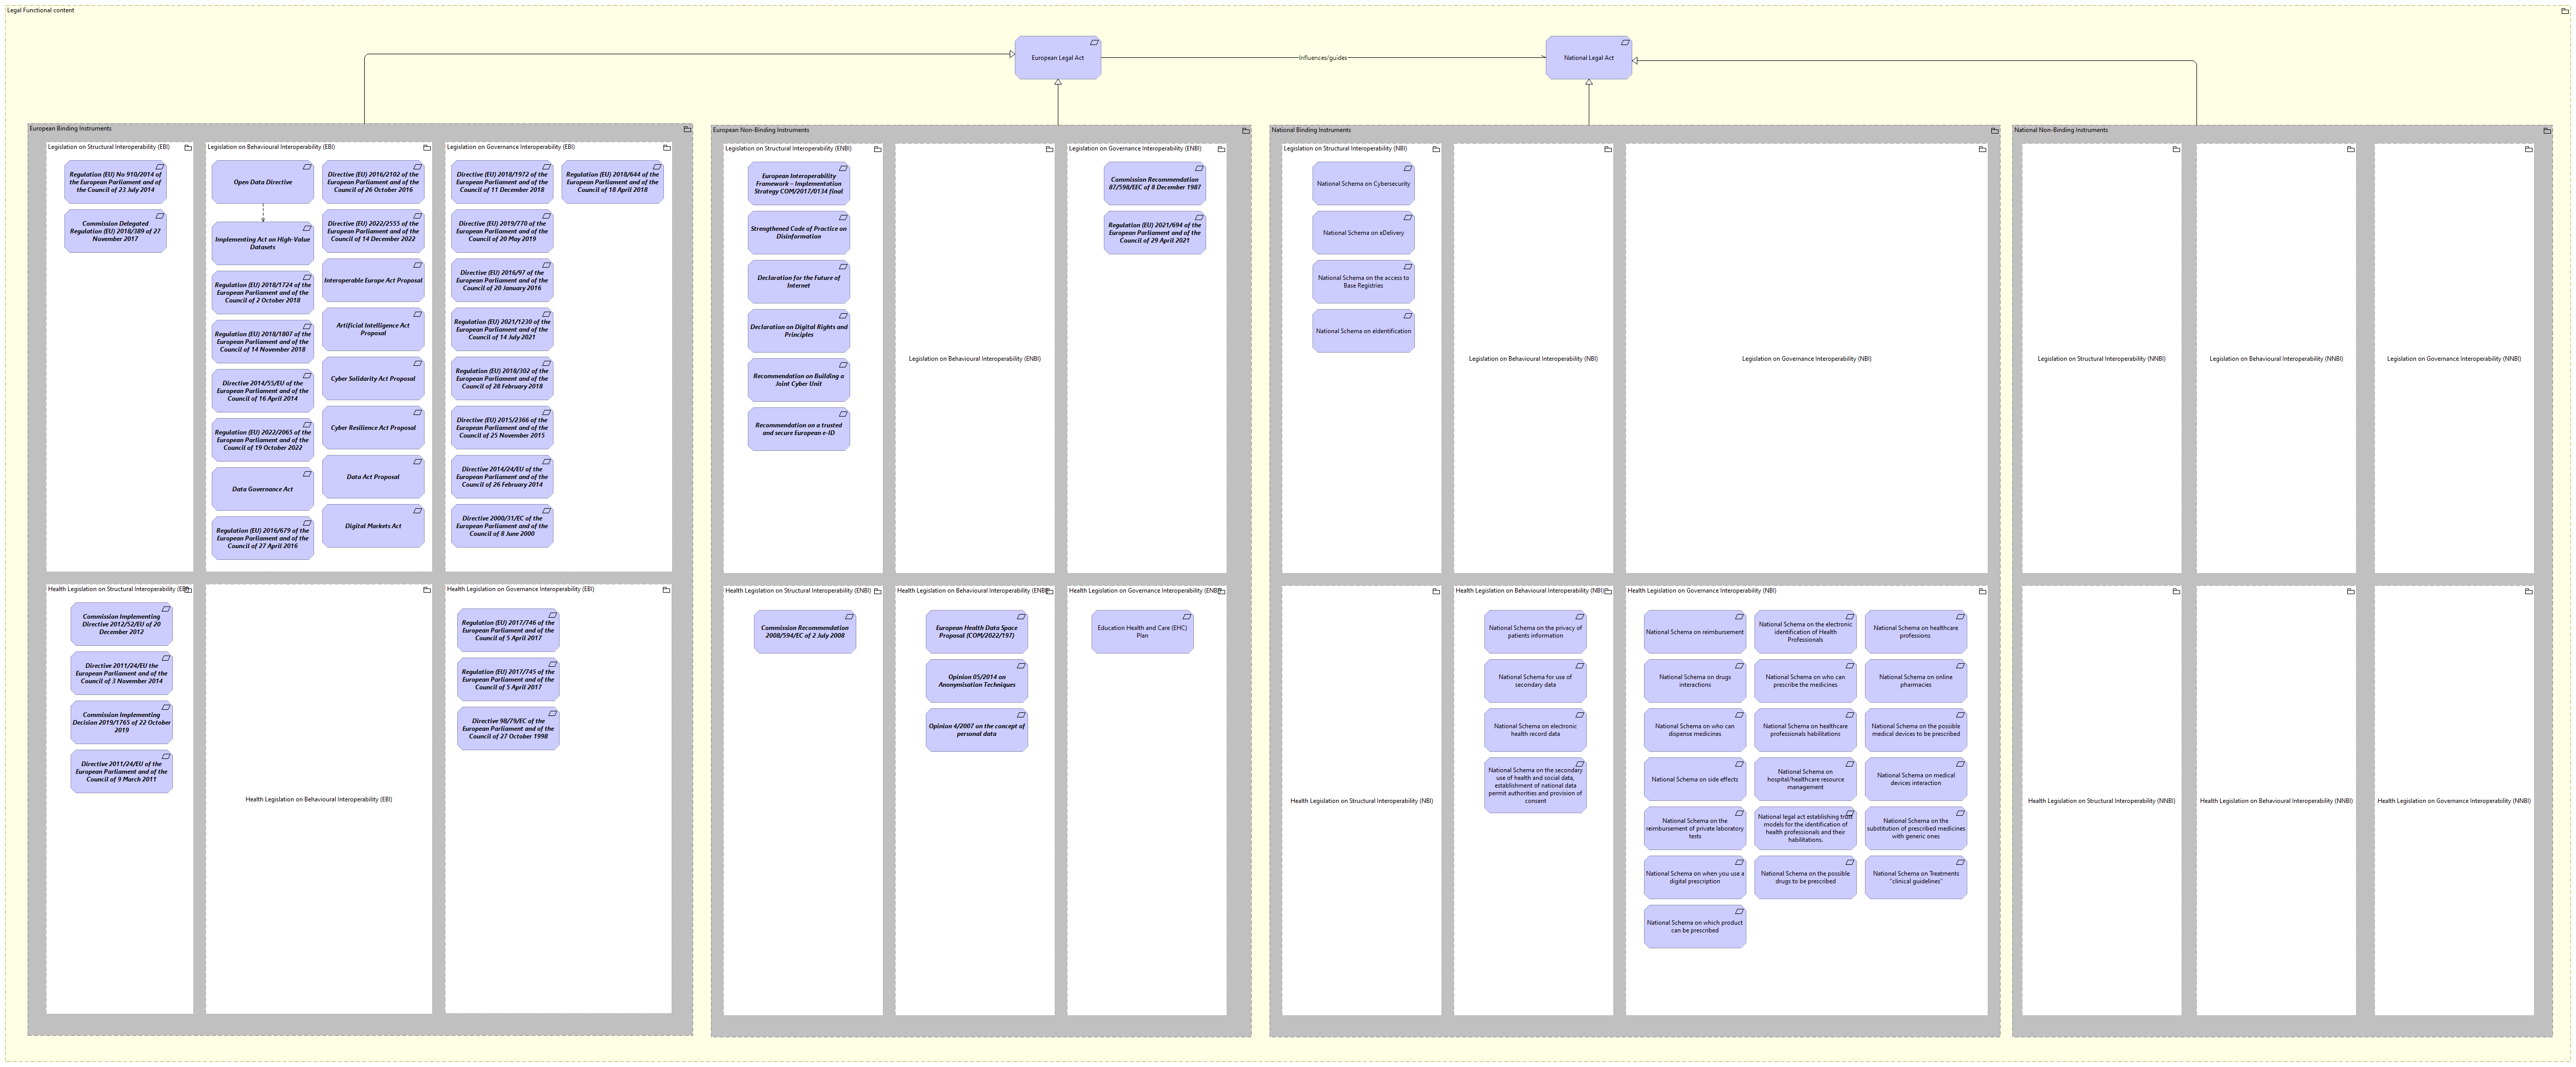 Legal Functional content
European Legal Act
Influences/guides
National Legal Act
European Binding Instruments
Legislation on Structural Interoperability (EBI)
Regulation (EU) No 910/2014 of
the European Parliament and of
the Council of 23 July 2014
Commission Delegated
Regulation (EU) 2018/389 of 27
November 2017
Legislation on Behavioural Interoperability (EBI)
Open Data Directive
Implementing Act on High-Value
Datasets
Regulation (EU) 2018/1724 of the
European Parliament and of the
Council of 2 October 2018
Regulation (EU) 2018/1807 of the
European Parliament and of the
Council of 14 November 2018
Directive 2014/55/EU of the
European Parliament and of the
Council of 16 April 2014
Regulation (EU) 2022/2065 of the
European Parliament and of the
Council of 19 October 2022
Data Governance Act
Regulation (EU) 2016/679 of the
European Parliament and of the
Council of 27 April 2016
Directive (EU) 2016/2102 of the
European Parliament and of the
Council of 26 October 2016
Directive (EU) 2022/2555 of the
European Parliament and of the
Council of 14 December 2022
Interoperable Europe Act Proposal
Artificial Intelligence Act
Proposal
Cyber Solidarity Act Proposal
Cyber Resilience Act Proposal
Data Act Proposal
Digital Markets Act
Legislation on Governance Interoperability (EBI)
Directive (EU) 2018/1972 of the
European Parliament and of the
Council of 11 December 2018
Directive (EU) 2019/770 of the
European Parliament and of the
Council of 20 May 2019
Directive (EU) 2016/97 of the
European Parliament and of the
Council of 20 January 2016
Regulation (EU) 2021/1230 of the
European Parliament and of the
Council of 14 July 2021
Regulation (EU) 2018/302 of the
European Parliament and of the
Council of 28 February 2018
Directive (EU) 2015/2366 of the
European Parliament and of the
Council of 25 November 2015
Directive 2014/24/EU of the
European Parliament and of the
Council of 26 February 2014
Directive 2000/31/EC of the
European Parliament and of the
Council of 8 June 2000
Regulation (EU) 2018/644 of the
European Parliament and of the
Council of 18 April 2018
Health Legislation on Structural Interoperability (EBI)
Commission Implementing
Directive 2012/52/EU of 20
December 2012
Directive 2011/24/EU the
European Parliament and of the
Council of 3 November 2014
Commission Implementing
Decision 2019/1765 of 22 October
2019
Directive 2011/24/EU of the
European Parliament and of the
Council of 9 March 2011
Health Legislation on Behavioural Interoperability (EBI)
Health Legislation on Governance Interoperability (EBI)
Regulation (EU) 2017/746 of the
European Parliament and of the
Council of 5 April 2017
Regulation (EU) 2017/745 of the
European Parliament and of the
Council of 5 April 2017
Directive 98/79/EC of the
European Parliament and of the
Council of 27 October 1998
European Non-Binding Instruments
Legislation on Structural Interoperability (ENBI)
European Interoperability
Framework – Implementation
Strategy COM/2017/0134 final
Strengthened Code of Practice on
Disinformation
Declaration for the Future of
Internet
Declaration on Digital Rights and
Principles
Recommendation on Building a
Joint Cyber Unit
Recommendation on a trusted
and secure European e-ID
Legislation on Behavioural Interoperability (ENBI)
Legislation on Governance Interoperability (ENBI)
Commission Recommendation
87/598/EEC of 8 December 1987
Regulation (EU) 2021/694 of the
European Parliament and of the
Council of 29 April 2021
Health Legislation on Structural Interoperability (ENBI)
Commission Recommendation
2008/594/EC of 2 July 2008
Health Legislation on Behavioural Interoperability (ENBI)
European Health Data Space
Proposal (COM/2022/197)
Opinion 05/2014 on
Anonymisation Techniques
Opinion 4/2007 on the concept of
personal data
Health Legislation on Governance Interoperability (ENBI)
Education Health and Care (EHC)
Plan
National Binding Instruments
Legislation on Structural Interoperability (NBI)
National Schema on Cybersecurity
National Schema on eDelivery
National Schema on the access to
Base Registries
National Schema on eIdentification
Legislation on Behavioural Interoperability (NBI)
Legislation on Governance Interoperability (NBI)
Health Legislation on Structural Interoperability (NBI)
Health Legislation on Behavioural Interoperability (NBI)
National Schema on the privacy of
patients information
National Schema for use of
secondary data
National Schema on electronic
health record data
National Schema on the secondary
use of health and social data,
establishment of national data
permit authorities and provision of
consent
Health Legislation on Governance Interoperability (NBI)
National Schema on reimbursement
National Schema on the electronic
identification of Health
Professionals
National Schema on healthcare
professions
National Schema on drugs
interactions
National Schema on who can
prescribe the medicines
National Schema on online
pharmacies
National Schema on who can
dispense medicines
National Schema on healthcare
professionals habilitations
National Schema on the possible
medical devices to be prescribed
National Schema on side effects
National Schema on
hospital/healthcare resource
management
National Schema on medical
devices interaction
National Schema on the
reimbursement of private laboratory
tests
National legal act establishing trust
models for the identification of
health professionals and their
habilitations.
National Schema on the
substitution of prescribed medicines
with generic ones
National Schema on when you use a
digital prescription
National Schema on the possible
drugs to be prescribed
National Schema on Treatments
"clinical guidelines"
National Schema on which product
can be prescribed
National Non-Binding Instruments
Legislation on Structural Interoperability (NNBI)
Legislation on Behavioural Interoperability (NNBI)
Legislation on Governance Interoperability (NNBI)
Health Legislation on Structural Interoperability (NNBI)
Health Legislation on Behavioural Interoperability (NNBI)
Health Legislation on Governance Interoperability (NNBI)